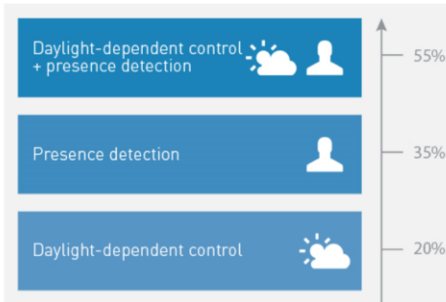 Daylight-dependent control
+ presence detection
55%
Presence detection
35%
Daylight-dependent control
20%